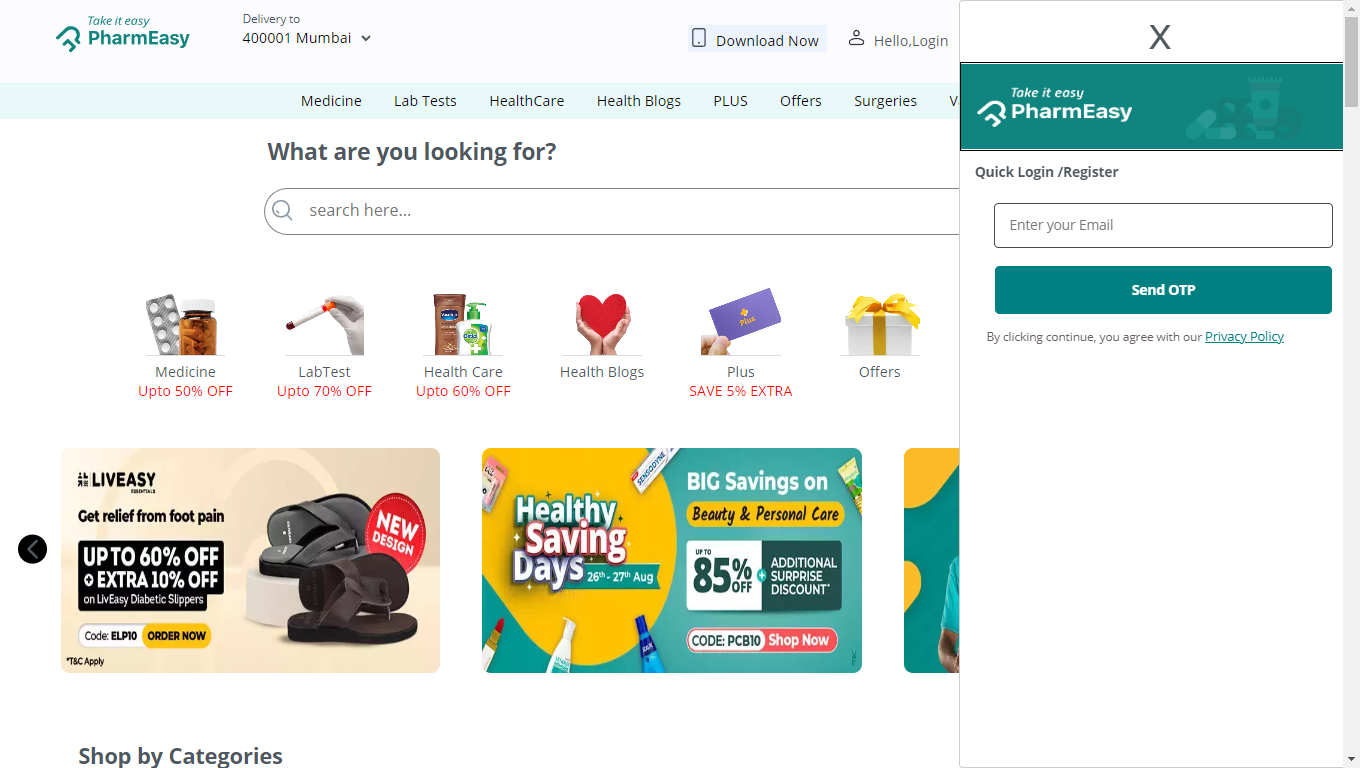 Take it easy
PharmEasy
Delivery to
400001 Mumbai
Download Now
Hello,Login
X
Medicine
Lab Tests
HealthCare
Health Blogs
PLUS
Offers
Surgeries
Take it easy
PharmEasy
What are you looking for?
search here...
Quick Login /Register
Enter your Email
Send OTP
By clicking continue, you agree with our Privacy Policy
Plus
Medicine
Upto 50% OFF
LabTest
Upto 70% OFF
Health Care
Upto 60% OFF
Health Blogs
Plus
SAVE 5% EXTRA
Offers
LIVEASY
ESSENTIALS
Get relief from foot pain
UP TO 60% OFF
+ EXTRA 10% OFF
on LivEasy Diabetic Slippers
Code: ELP10 ORDER NOW
*T&C Apply
NEW
DESIGN
SENSODYNE
Healthy
Saving
Days
26th - 27th Aug
BIG Savings on
Beauty & Personal Care
UP TO
85% OFF
+
ADDITIONAL
SURPRISE
DISCOUNT*
CODE: PCB10 Shop Now
*T&C
Shop by Categories